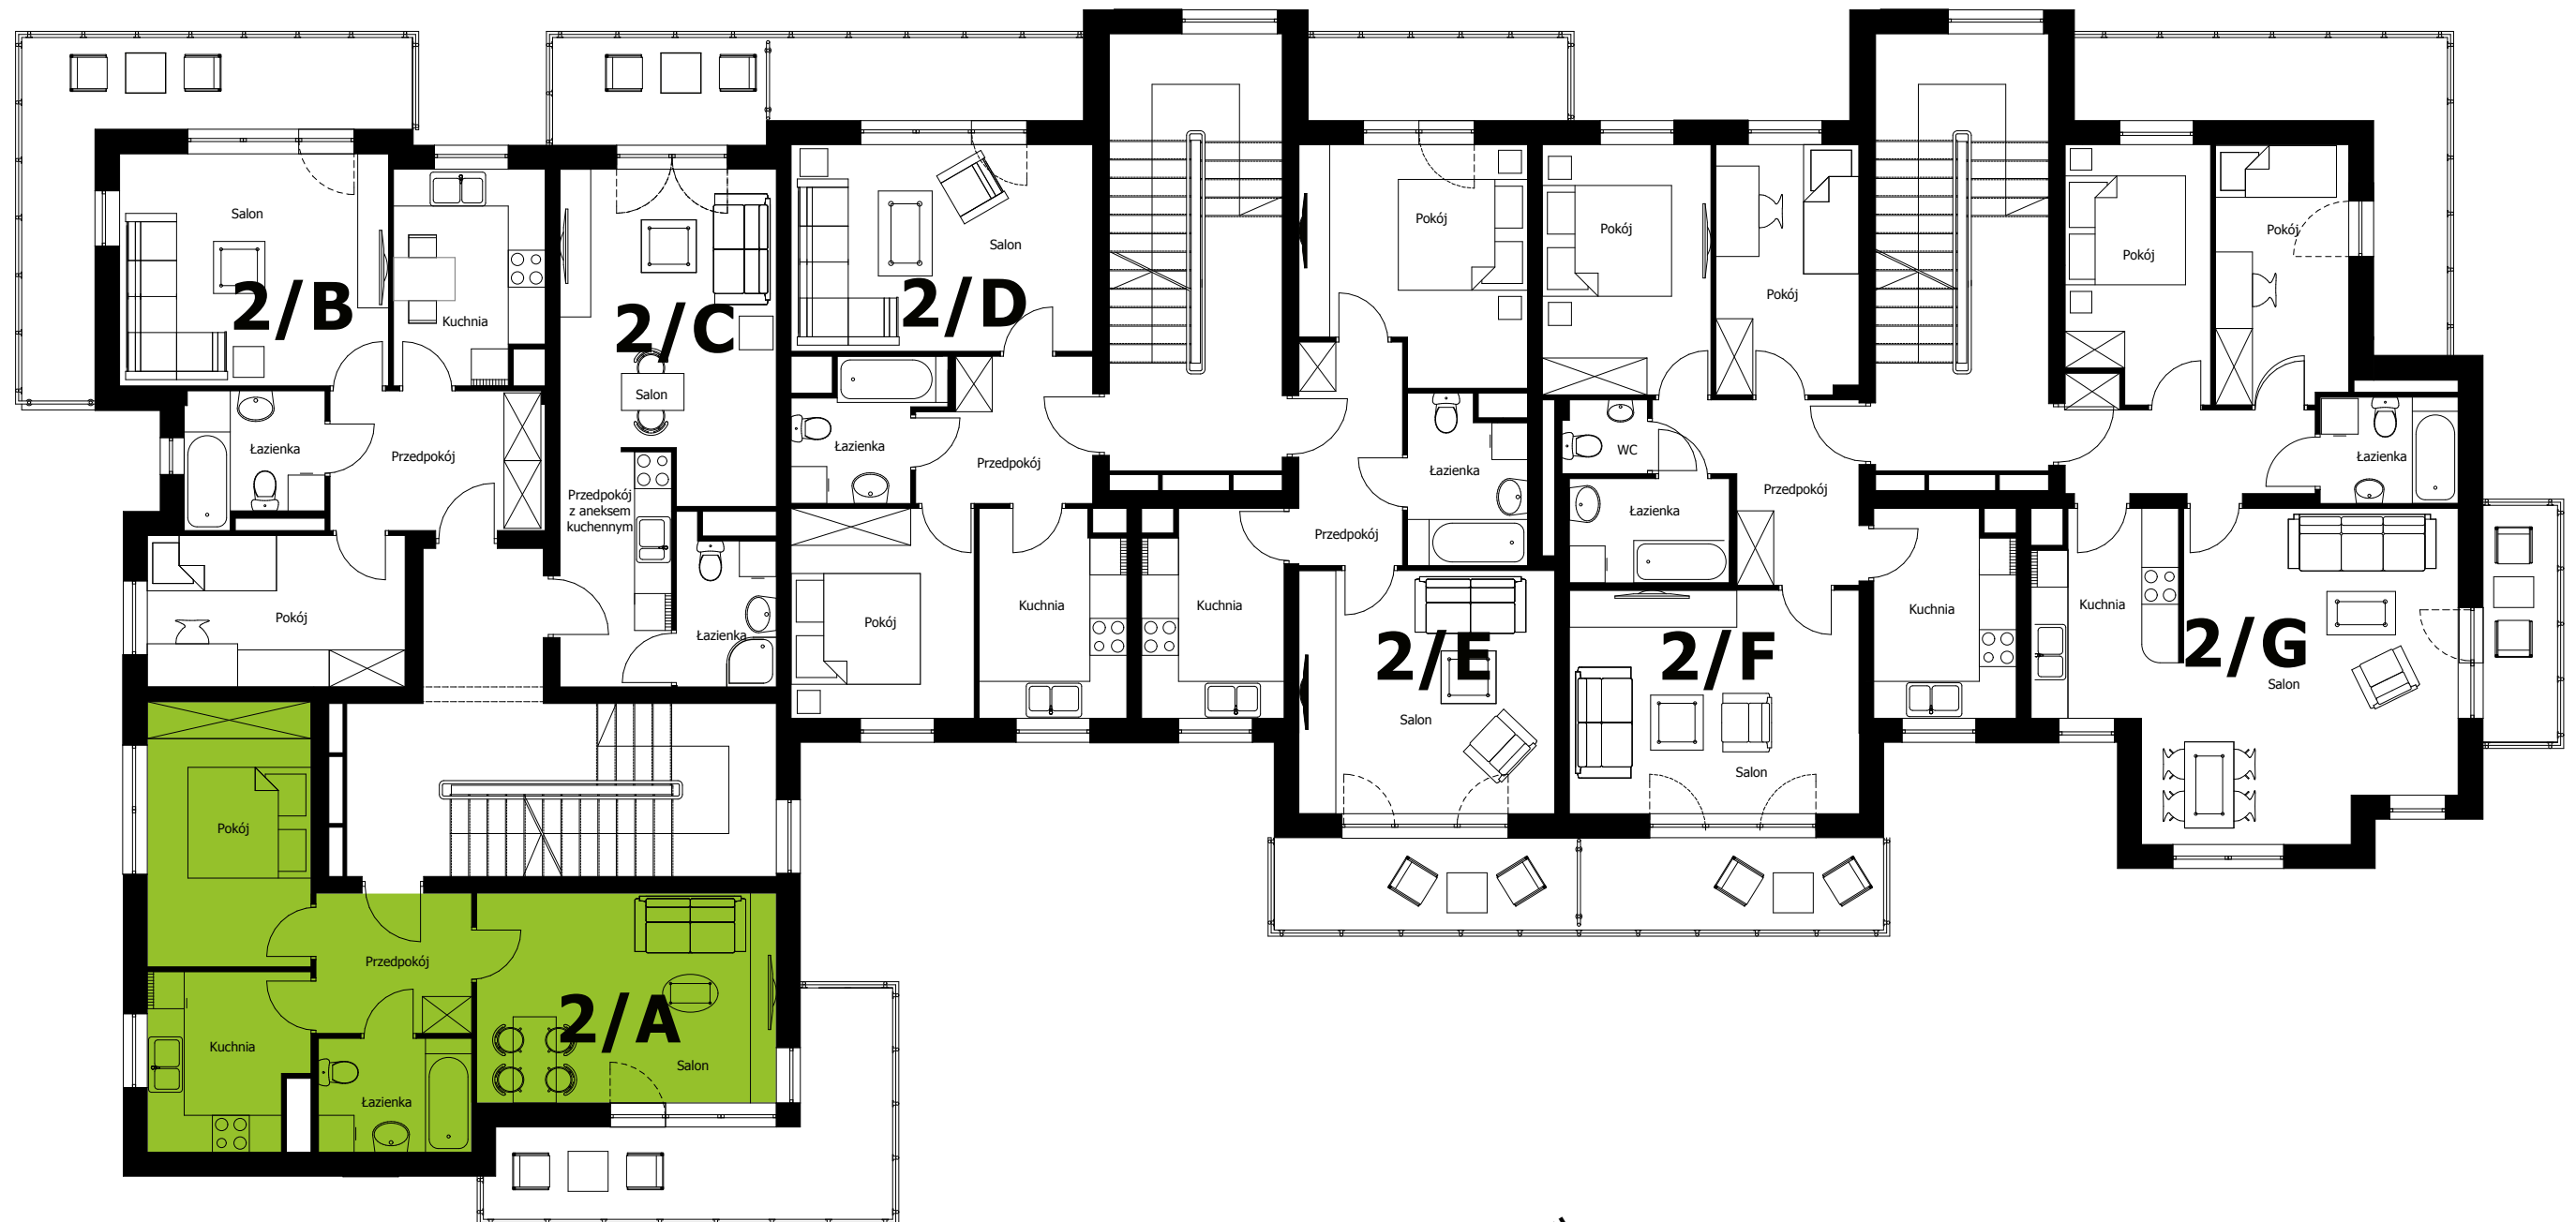 Salon
2/B
Kuchnia
Łazienka
Przedpokój
Pokój
2/C
Salon
Przedpokój
z aneksem
kuchennym
Łazienka
Salon
2/D
Łazienka
Przedpokój
Pokój
Kuchnia
Pokój
Łazienka
Przedpokój
Kuchnia
2/E
Salon
Pokój
Pokój
WC
Łazienka
Przedpokój
Kuchnia
2/F
Salon
Pokój
Pokój
Łazienka
Kuchnia
2/G
Salon
Pokój
Przedpokój
Kuchnia
Łazienka
2/A
Salon